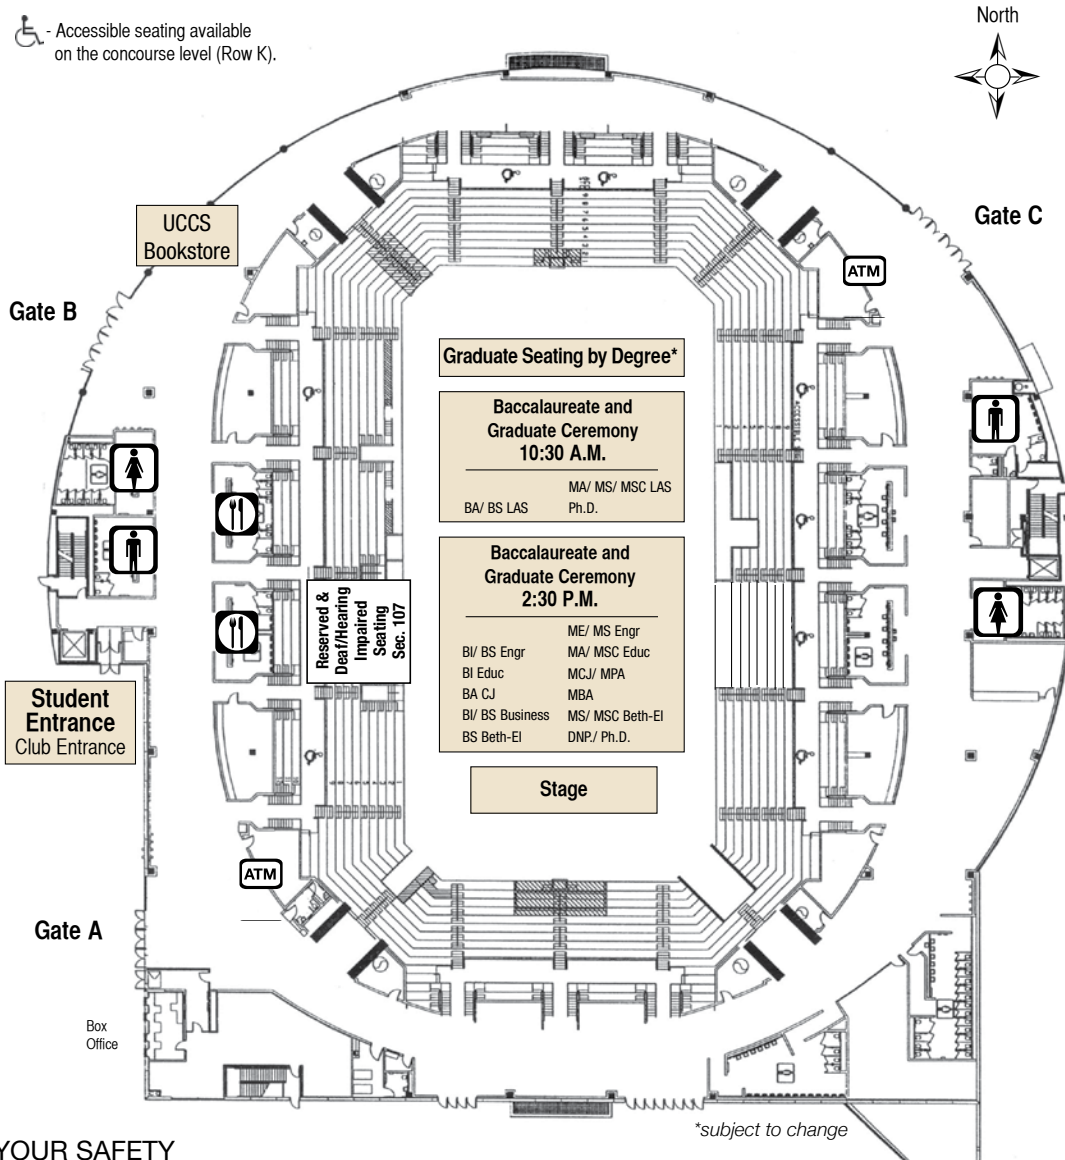 - Accessible seating available
on the concourse level (Row K).
North
UCCS
Bookstore
Gate C
ATM
Gate B
Graduate Seating by Degree*
Baccalaureate and
Graduate Ceremony
10:30 A.M.
MA/ MS/ MSC LAS
BA/ BS LAS Ph.D.
Baccalaureate and
Graduate Ceremony
2:30 P.M.
ME/ MS Engr
BI/ BS Engr MA/ MSC Educ
BI Educ MCJ/ MPA
BA CJ MBA
BI/ BS Business MS/ MSC Beth-El
BS Beth-El DNP./ Ph.D.
Reserved &
Deaf/Hearing
Impaired
Seating
Sec. 107
Student
Entrance
Club Entrance
Stage
ATM
Gate A
Box
Office
*subject to change
YOUR SAFETY